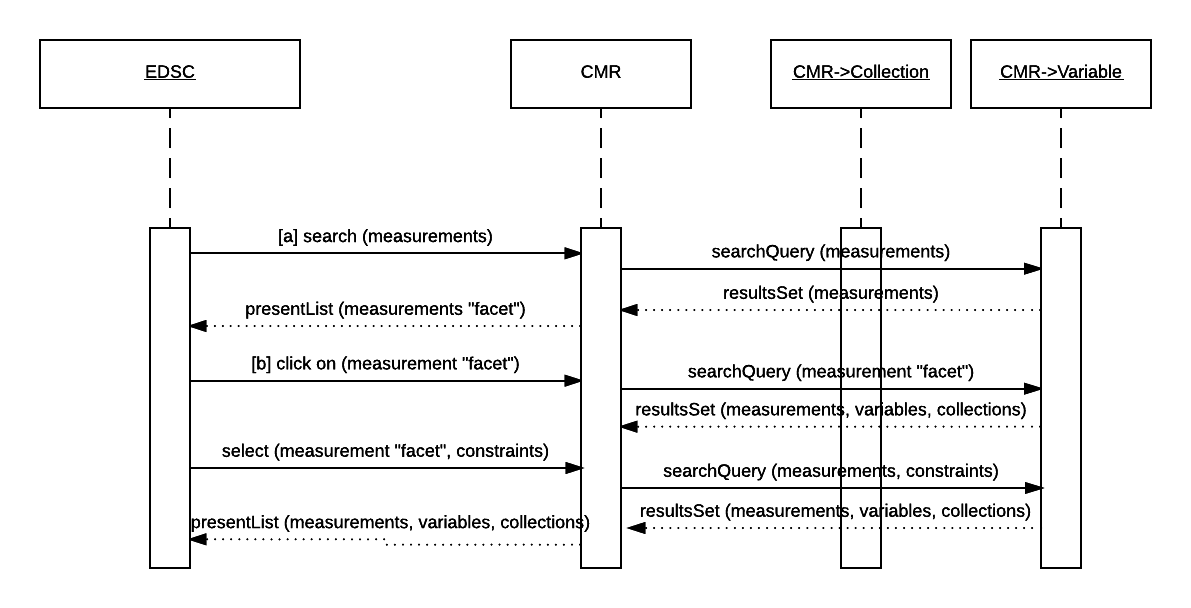 EDSC
CMR
CMR->Collection
CMR->Variable
[a] search (measurements)
searchQuery (measurements)
resultsSet (measurements)
presentList (measurements "facet")
[b] click on (measurement "facet")
searchQuery (measurement "facet")
resultsSet (measurements, variables, collections)
select (measurement "facet", constraints)
searchQuery (measurements, constraints)
resultsSet (measurements, variables, collections)
presentList (measurements, variables, collections)